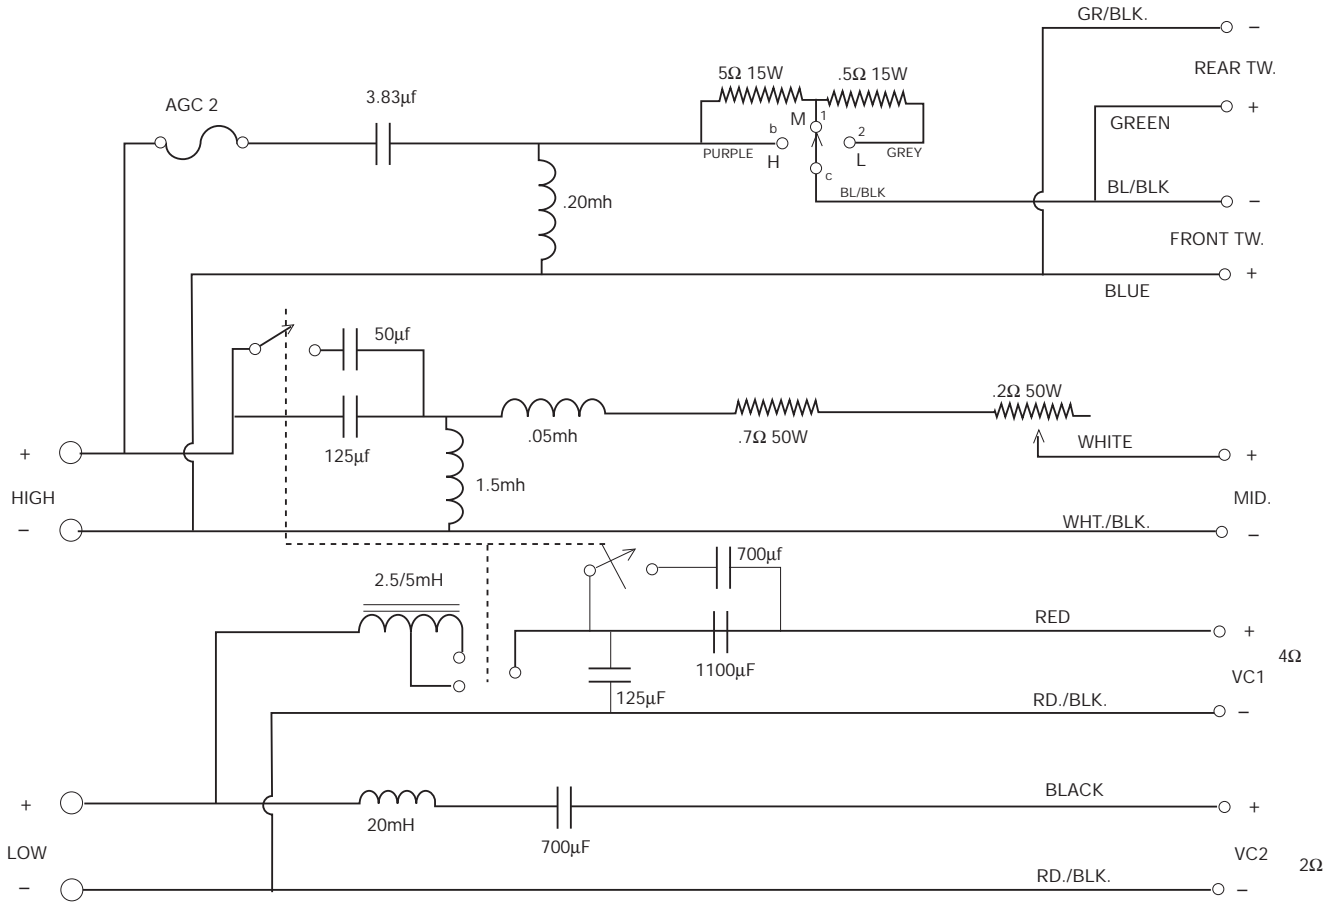 GR/BLK.
−
REAR TW.
5Ω 15W
.5Ω 15W
3.83µf
AGC 2
+
GREEN
M
1
b
2
PURPLE
H
L
GREY
c
BL/BLK
BL/BLK
−
.20mh
FRONT TW.
+
BLUE
50µf
.2Ω 50W
.05mh
.7Ω 50W
WHITE
+
125µf
+
1.5mh
HIGH
MID.
−
WHT./BLK.
−
700µf
2.5/5mH
RED
+
4Ω
1100µF
VC1
125µF
RD./BLK.
−
BLACK
+
+
20mH
700µF
LOW
VC2
2Ω
RD./BLK.
−
−